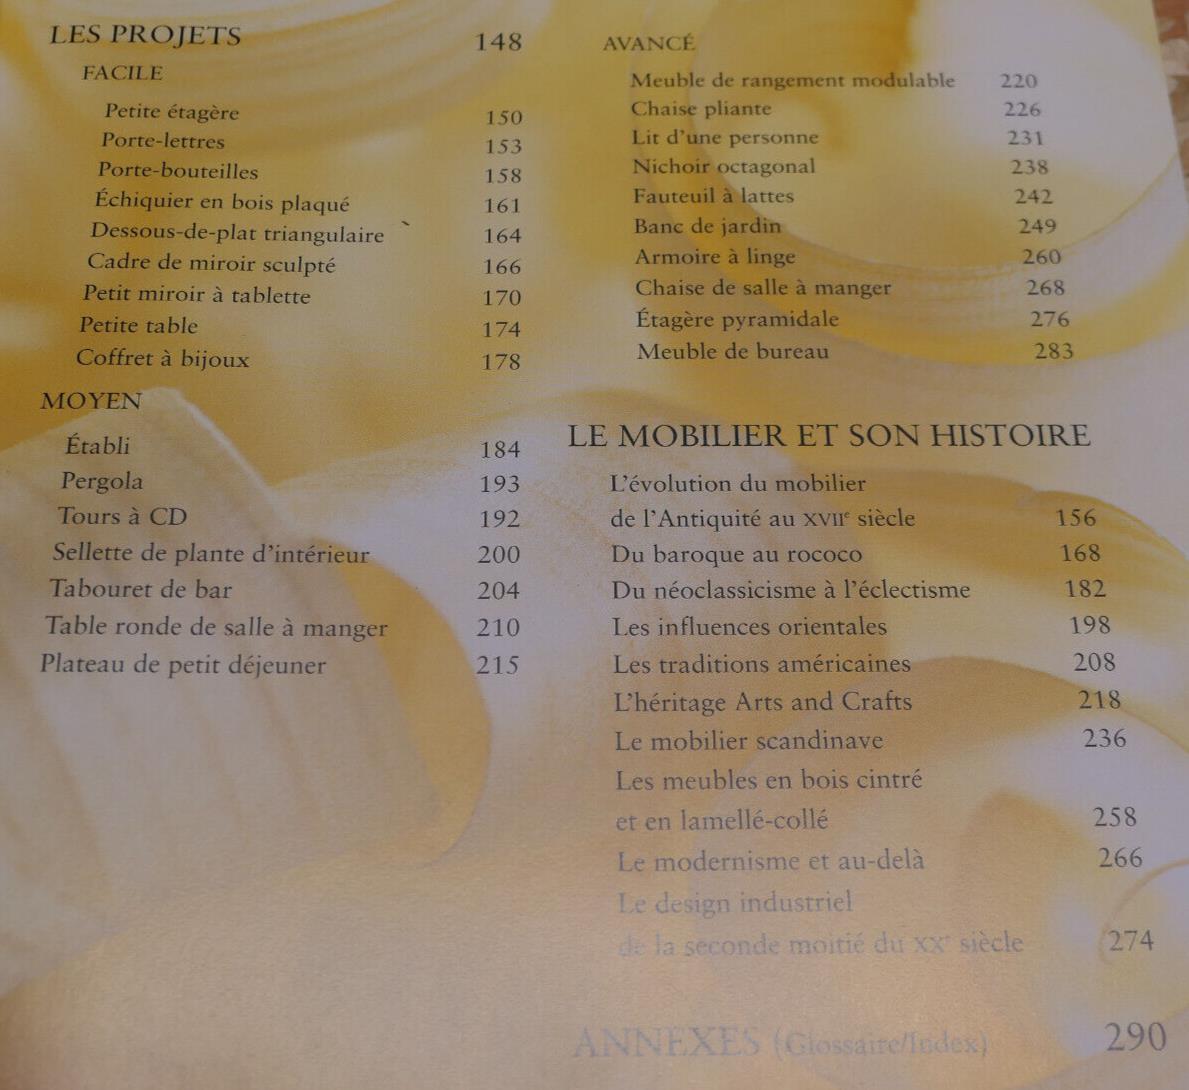 LES PROJETS 148
FACILE
Petite étagère 150
Porte-lettres 153
Porte-bouteilles 158
Échiquier en bois plaqué 161
Dessous-de-plat triangulaire 164
Cadre de miroir sculpté 166
Petit miroir à tablette 170
Petite table 174
Coffret à bijoux 178
MOYEN
Établi 184
Pergola 193
Tours à CD 192
Sellette de plante d'intérieur 200
Tabouret de bar 204
Table ronde de salle à manger 210
Plateau de petit déjeuner 215
AVANCÉ
Meuble de rangement modulable 220
Chaise pliante 226
Lit d'une personne 231
Nichoir octagonal 238
Fauteuil à lattes 242
Banc de jardin 249
Armoire à linge 260
Chaise de salle à manger 268
Étagère pyramidale 276
Meuble de bureau 283
LE MOBILIER ET SON HISTOIRE
L'évolution du mobilier
de l'Antiquité au XVIIe siècle 156
Du baroque au rococo 168
Du néoclassicisme à l'éclectisme 182
Les influences orientales 198
Les traditions américaines 208
L'héritage Arts and Crafts 218
Le mobilier scandinave 236
Les meubles en bois cintré
et en lamellé-collé 258
Le modernisme et au-delà 266
Le design industriel
de la seconde moitié du XXe siècle 274
ANNEXES (Glossaire/Index) 290